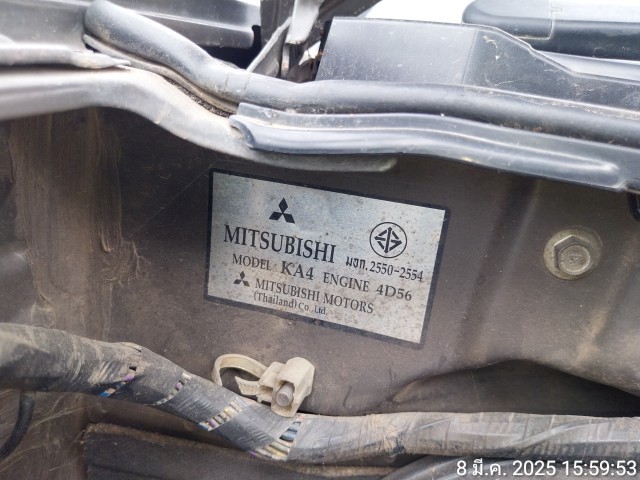 MITSUBISHI
มอก.2550-2554
MODEL KA4 ENGINE 4D56
MITSUBISHI MOTORS
(Thailand) Co.,Ltd.
8 มี.ค. 2025 15:59:53